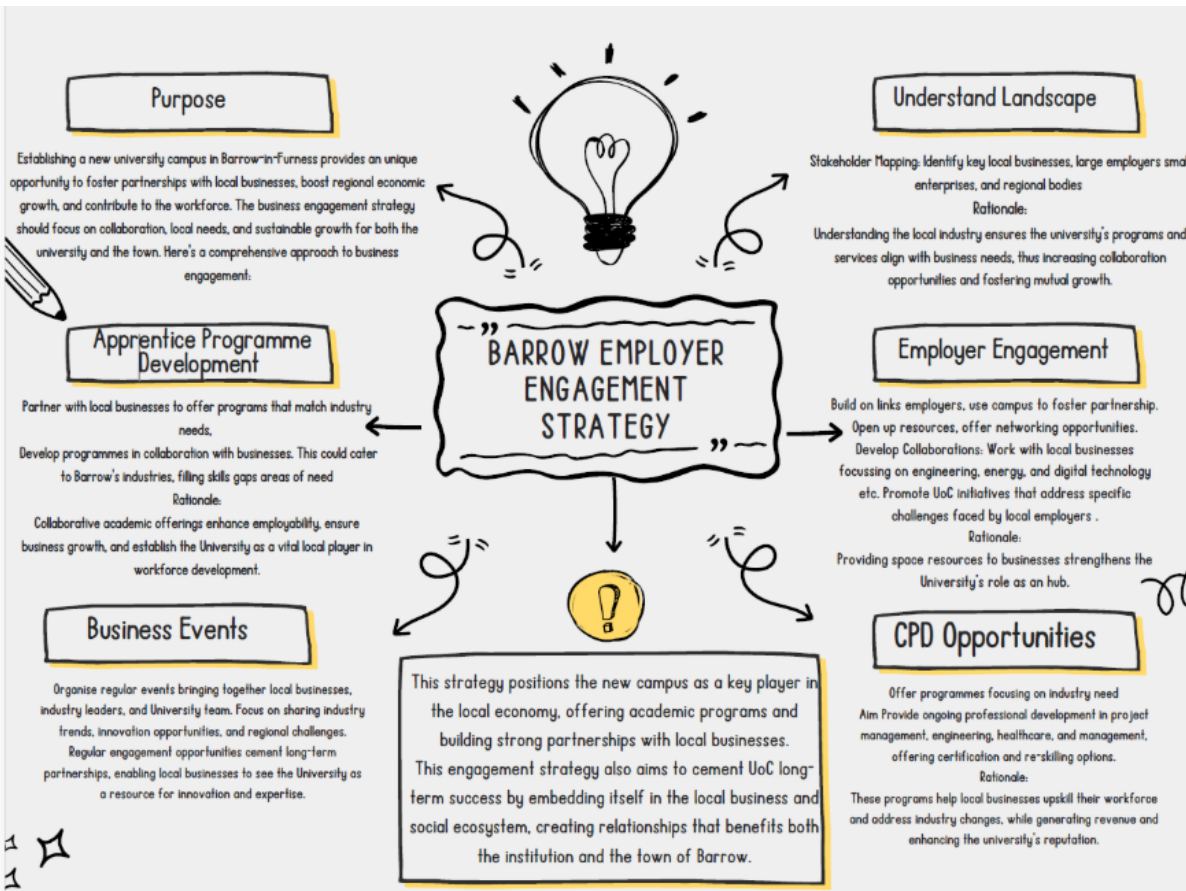 Purpose
Establishing a new university campus in Barrow-in-Furness provides an unique
opportunity to foster partnerships with local businesses, boost regional economic
growth, and contribute to the workforce. The business engagement strategy
should focus on collaboration, local needs, and sustainable growth for both the
university and the town. Here's a comprehensive approach to business
engagement:
Understand Landscape
Stakeholder Mapping: Identify key local businesses, large employers smal
enterprises, and regional bodies
Rationale:
Understanding the local industry ensures the university's programs and
services align with business needs, thus increasing collaboration
opportunities and fostering mutual growth.
BARROW EMPLOYER
ENGAGEMENT
STRATEGY
Apprentice Programme
Development
Partner with local businesses to offer programs that match industry
needs,
Develop programmes in collaboration with businesses. This could cater
to Barrow's industries, filling skills gaps areas of need
Rationale:
Collaborative academic offerings enhance employability, ensure
business growth, and establish the University as a vital local player in
workforce development.
Employer Engagement
Build on links employers, use campus to foster partnership.
Open up resources, offer networking opportunities.
Develop Collaborations: Work with local businesses
focussing on engineering, energy, and digital technology
etc. Promote UoC initiatives that address specific
challenges faced by local employers .
Rationale:
Providing space resources to businesses strengthens the
University's role as an hub.
Business Events
Organise regular events bringing together local businesses,
industry leaders, and University team. Focus on sharing industry
trends, innovation opportunities, and regional challenges.
Regular engagement opportunities cement long-term
partnerships, enabling local businesses to see the University as
a resource for innovation and expertise.
This strategy positions the new campus as a key player in
the local economy, offering academic programs and
building strong partnerships with local businesses.
This engagement strategy also aims to cement UoC long-
term success by embedding itself in the local business and
social ecosystem, creating relationships that benefits both
the institution and the town of Barrow.
CPD Opportunities
Offer programmes focusing on industry need
Aim Provide ongoing professional development in project
management, engineering, healthcare, and management,
offering certification and re-skilling options.
Rationale:
These programs help local businesses upskill their workforce
and address industry changes, while generating revenue and
enhancing the university's reputation.